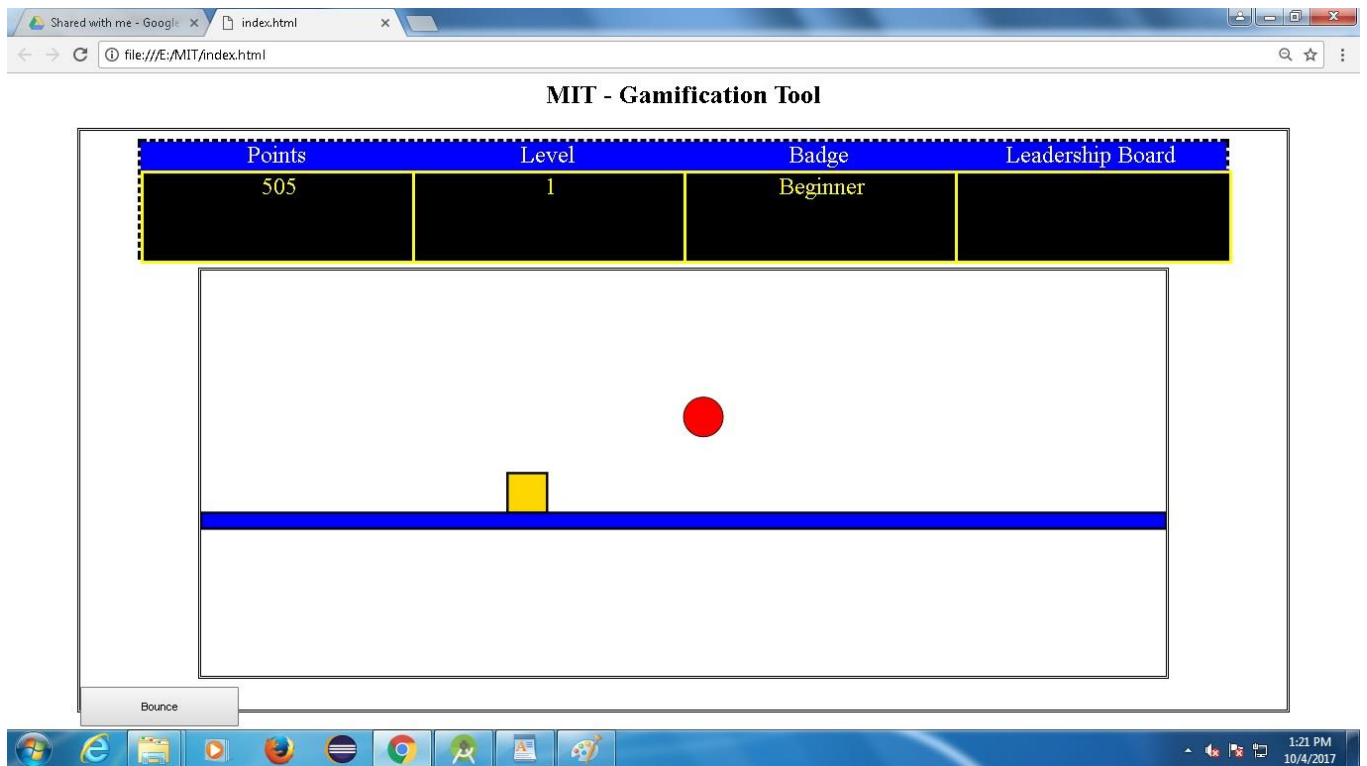 Shared with me - Google
index.html
file:///E:/MIT/index.html
MIT - Gamification Tool
Points Level Badge Leadership Board
505 1 Beginner
Bounce
1:21 PM
10/4/2017